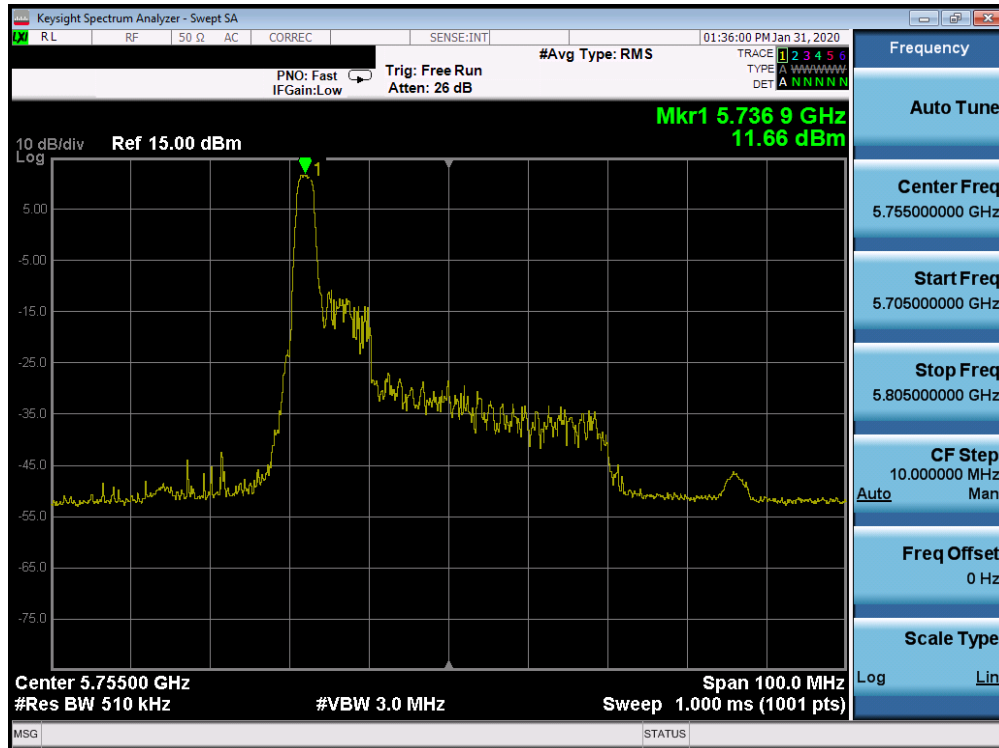 Keysight Spectrum Analyzer - Swept SA
LXI RL RF 50 Ω AC CORREC SENSE:INT 01:36:00 PM Jan 31, 2020
#Avg Type: RMS TRACE 1 2 3 4 5 6
PNO: Fast Trig: Free Run TYPE A WWWWW
IFGain:Low Atten: 26 dB DET A N N N N N
Mkr1 5.736 9 GHz
11.66 dBm
10 dB/div Ref 15.00 dBm
Log
1
5.00
-5.00
-15.0
-25.0
-35.0
-45.0
-55.0
-65.0
-75.0
Center 5.75500 GHz Span 100.0 MHz
#Res BW 510 kHz #VBW 3.0 MHz Sweep 1.000 ms (1001 pts)
MSG STATUS
Frequency
Auto Tune
Center Freq
5.755000000 GHz
Start Freq
5.705000000 GHz
Stop Freq
5.805000000 GHz
CF Step
10.000000 MHz
Auto Man
Freq Offset
0 Hz
Scale Type
Log Lin